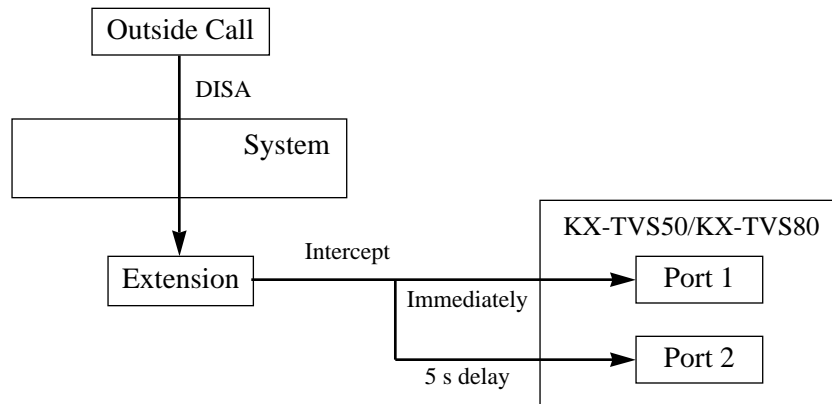 Outside Call
DISA
System
KX-TVS50/KX-TVS80
Intercept
Extension
Port 1
Immediately
Port 2
5 s delay